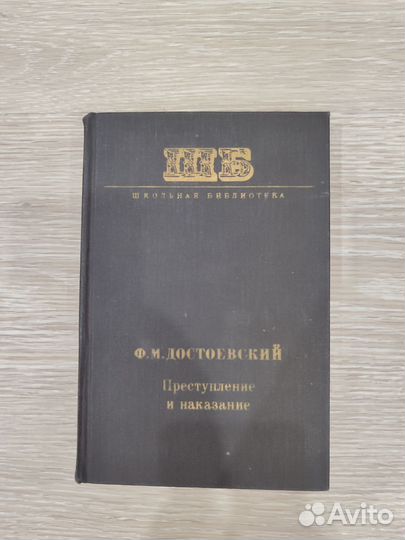 ШБ
ШКОЛЬНАЯ БИБЛИОТЕКА
Ф.М.ДОСТОЕВСКИЙ
Преступление
и наказание
Avito